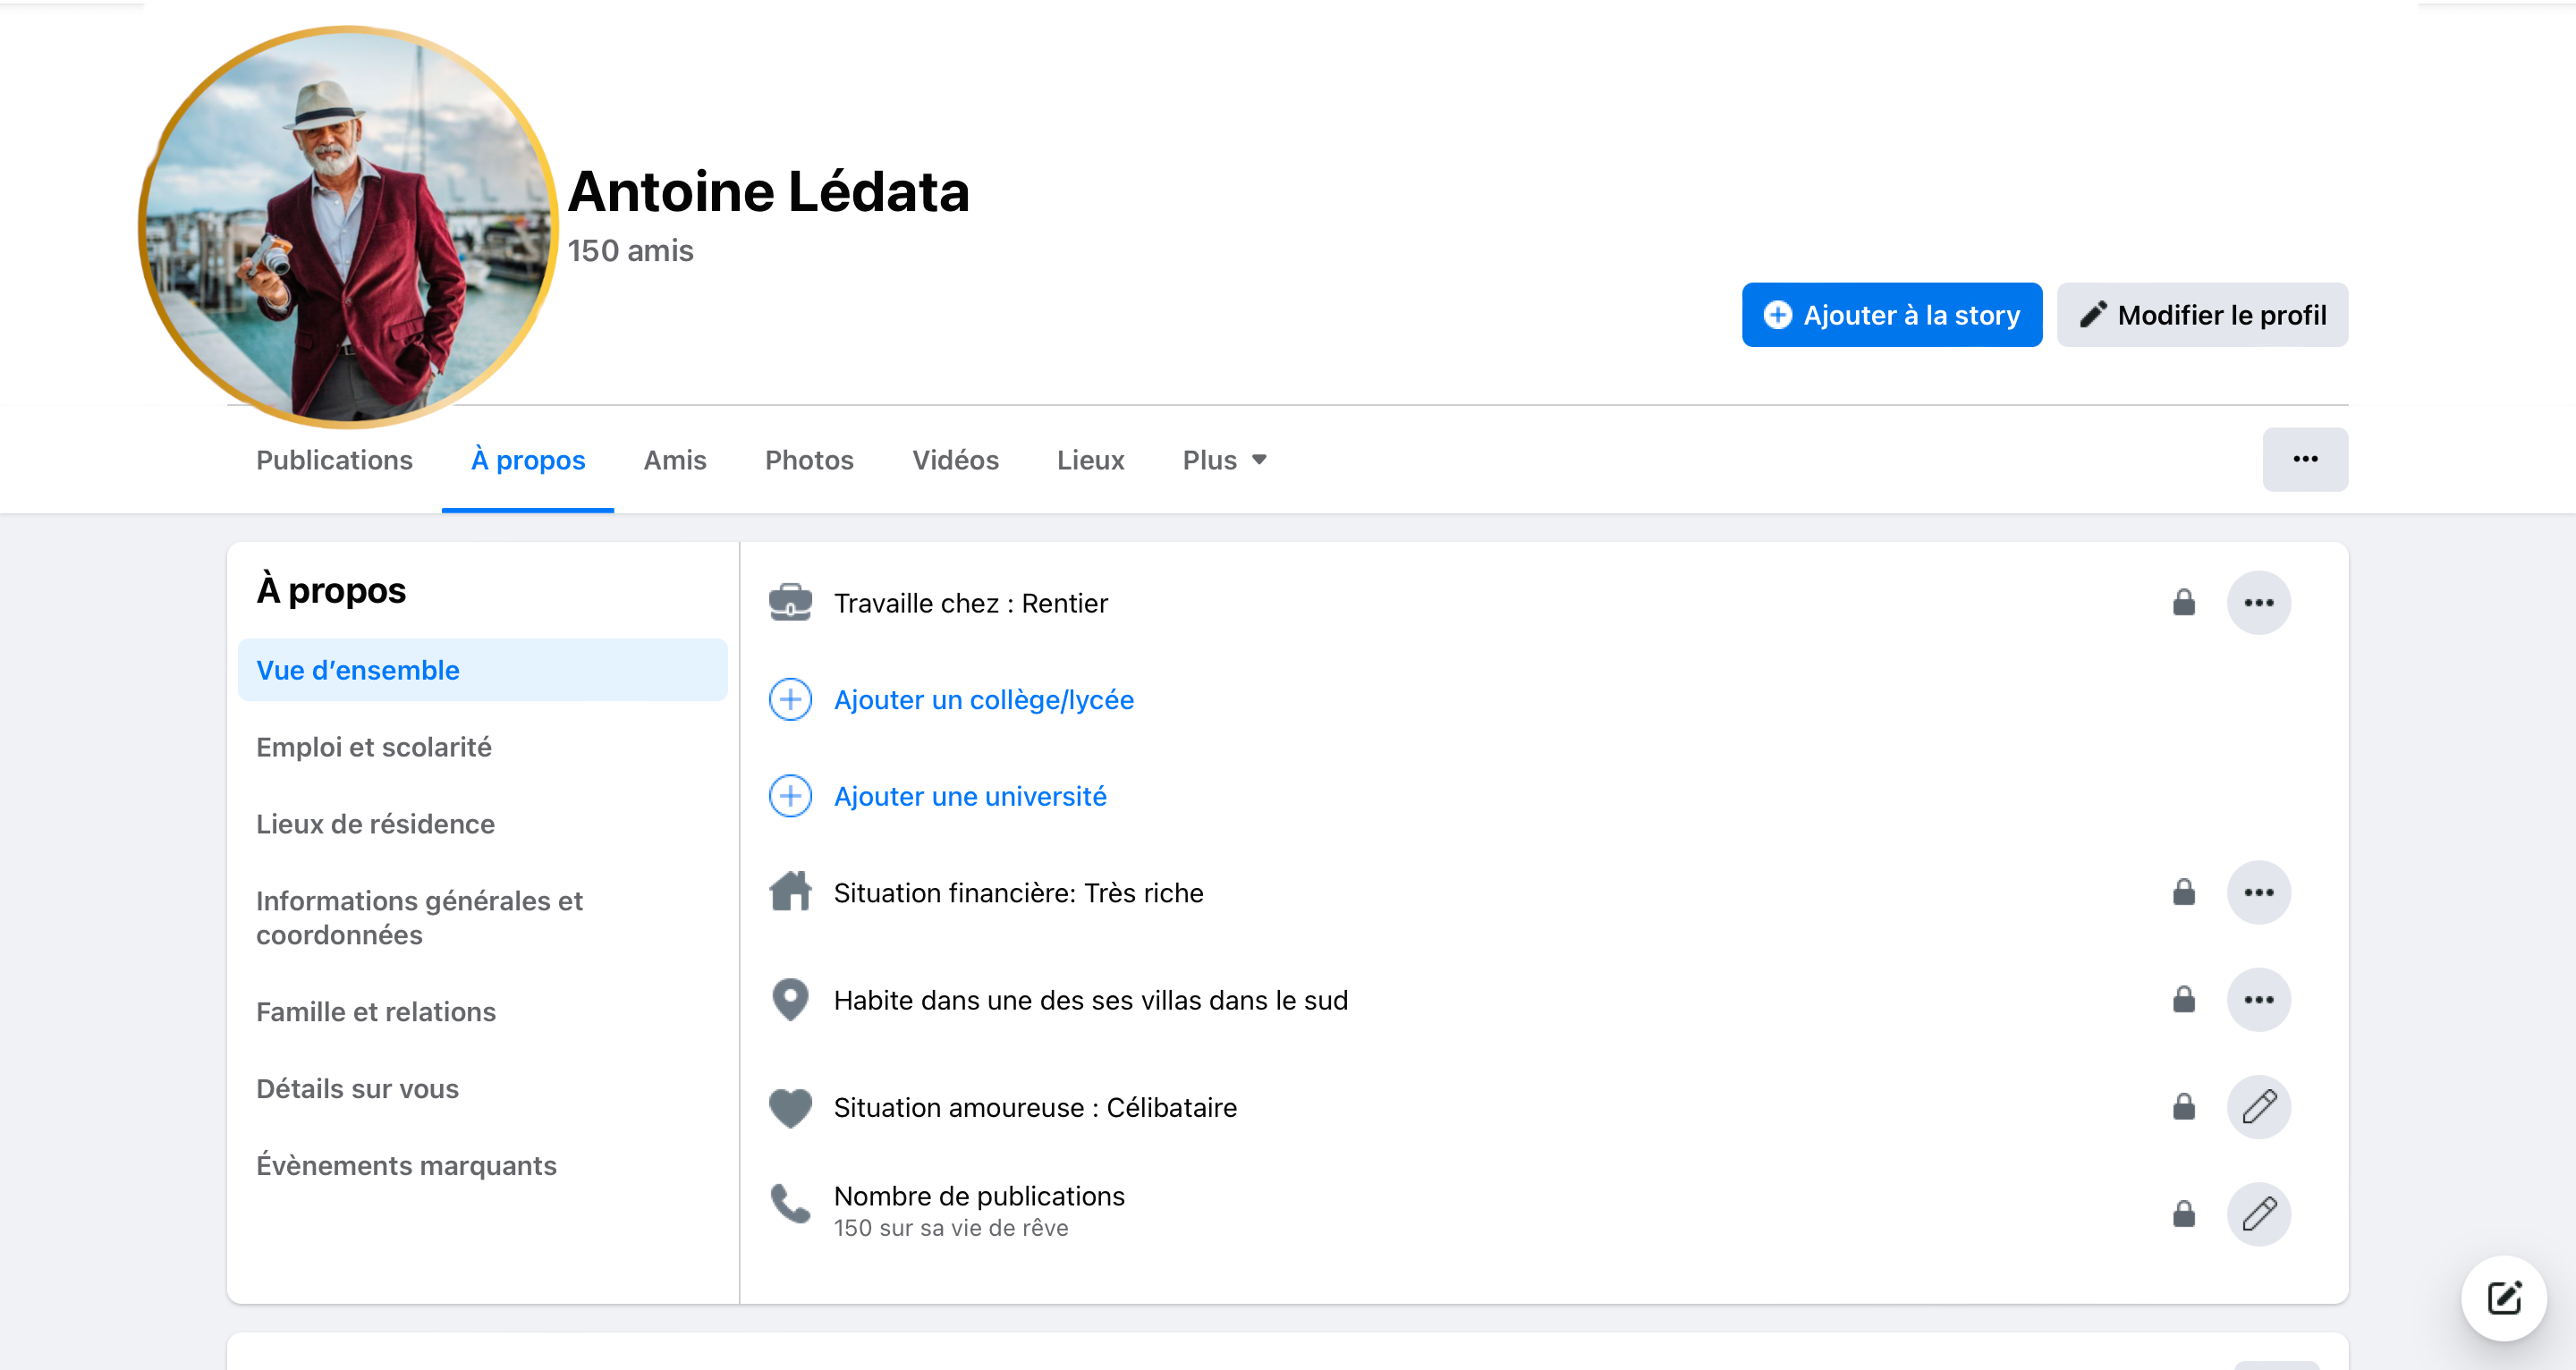 Antoine Lédata
150 amis
Ajouter à la story
Modifier le profil
Publications
À propos
Amis
Photos
Vidéos
Lieux
Plus
À propos
Vue d’ensemble
Emploi et scolarité
Lieux de résidence
Informations générales et
coordonnées
Famille et relations
Détails sur vous
Évènements marquants
Travaille chez : Rentier
Ajouter un collège/lycée
Ajouter une université
Situation financière: Très riche
Habite dans une des ses villas dans le sud
Situation amoureuse : Célibataire
Nombre de publications
150 sur sa vie de rêve